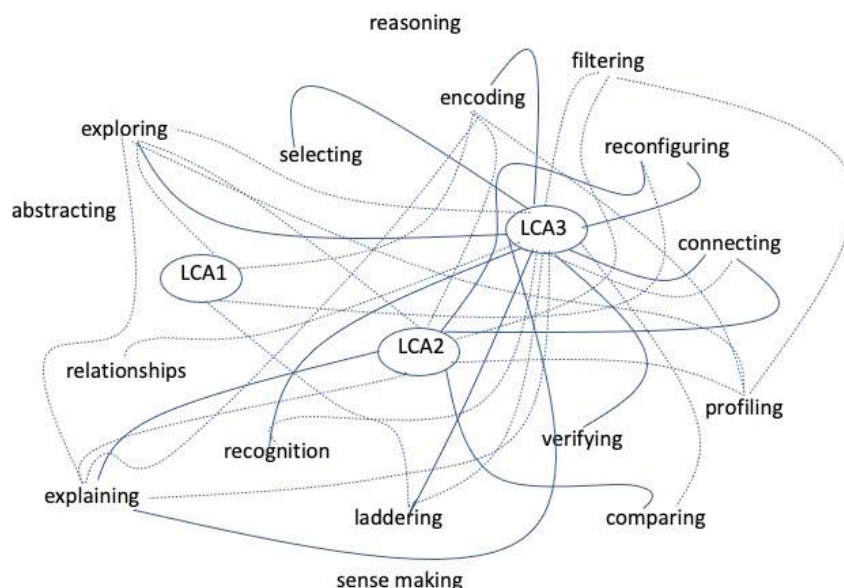 reasoning
filtering
encoding
exploring
selecting
reconfiguring
abstracting
LCA3
connecting
LCA1
LCA2
relationships
profiling
verifying
recognition
explaining
laddering
comparing
sense making